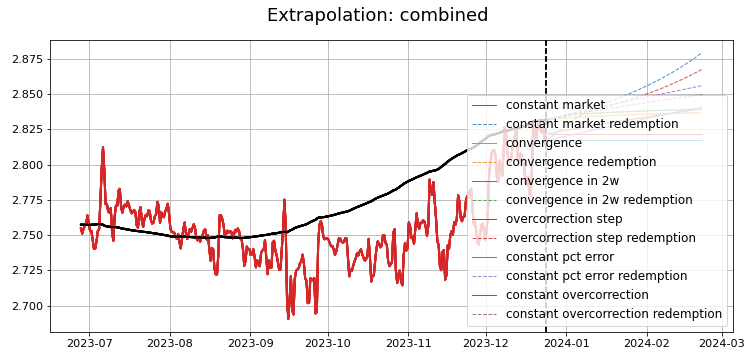 Extrapolation: combined
2.875
2.850
2.825
2.800
2.775
2.750
2.725
2.700
constant market
constant market redemption
convergence
convergence redemption
convergence in 2w
convergence in 2w redemption
overcorrection step
overcorrection step redemption
constant pct error
constant pct error redemption
constant overcorrection
constant overcorrection redemption
2023-07 2023-08 2023-09 2023-10 2023-11 2023-12 2024-01 2024-02 2024-03